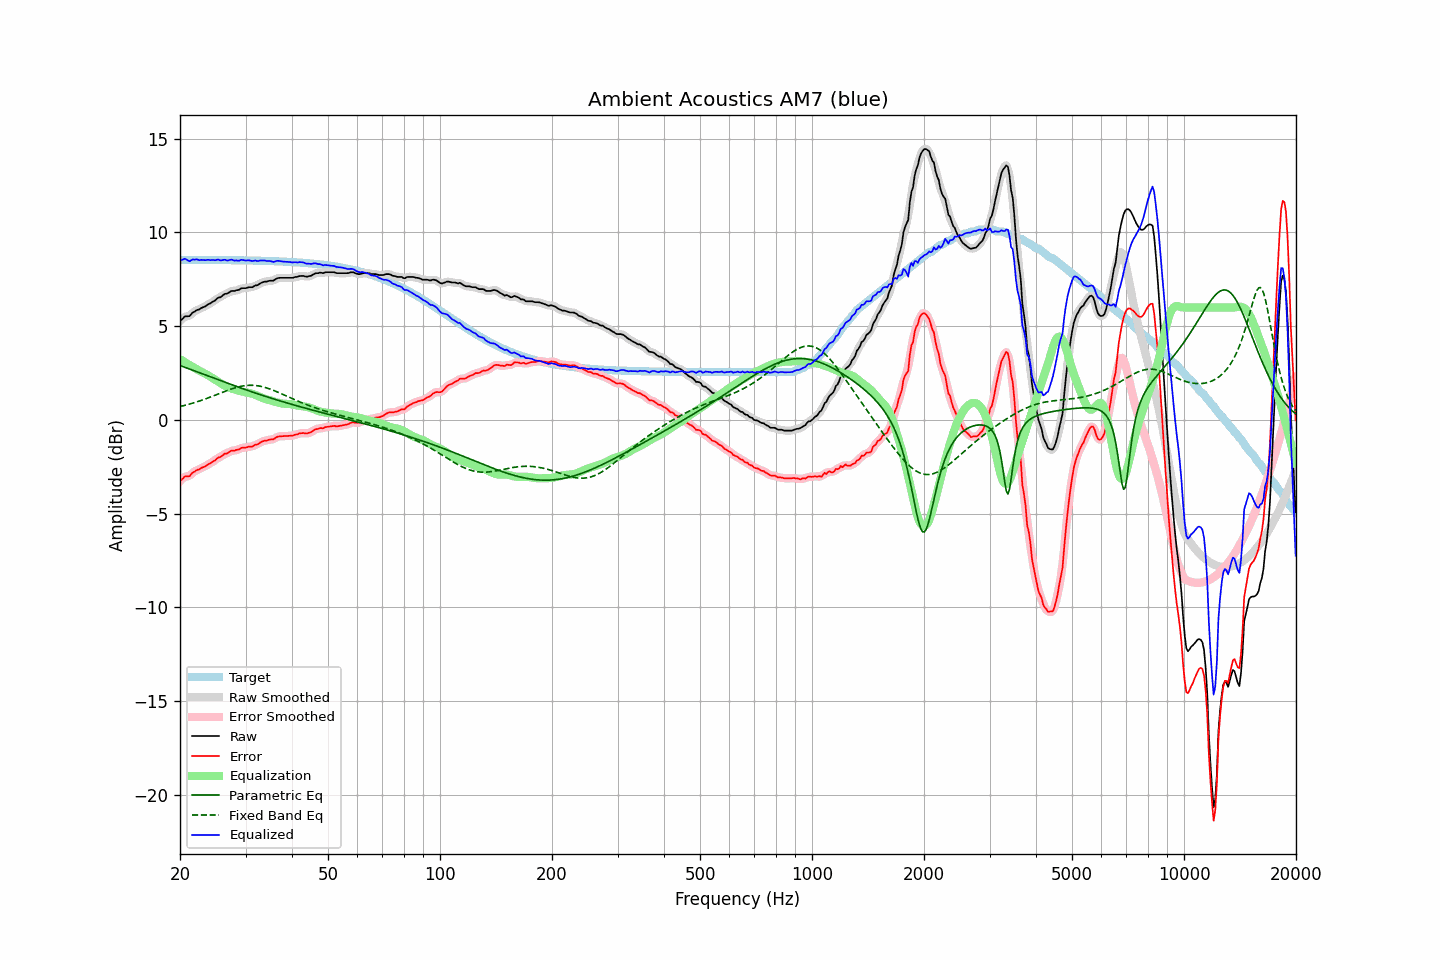 Ambient Acoustics AM7 (blue)
15
10
5
0
−5
−10
−15
−20
Amplitude (dBr)
Target
Raw Smoothed
Error Smoothed
Raw
Error
Equalization
Parametric Eq
Fixed Band Eq
Equalized
20 50 100 200 500 1000 2000 5000 10000 20000
Frequency (Hz)